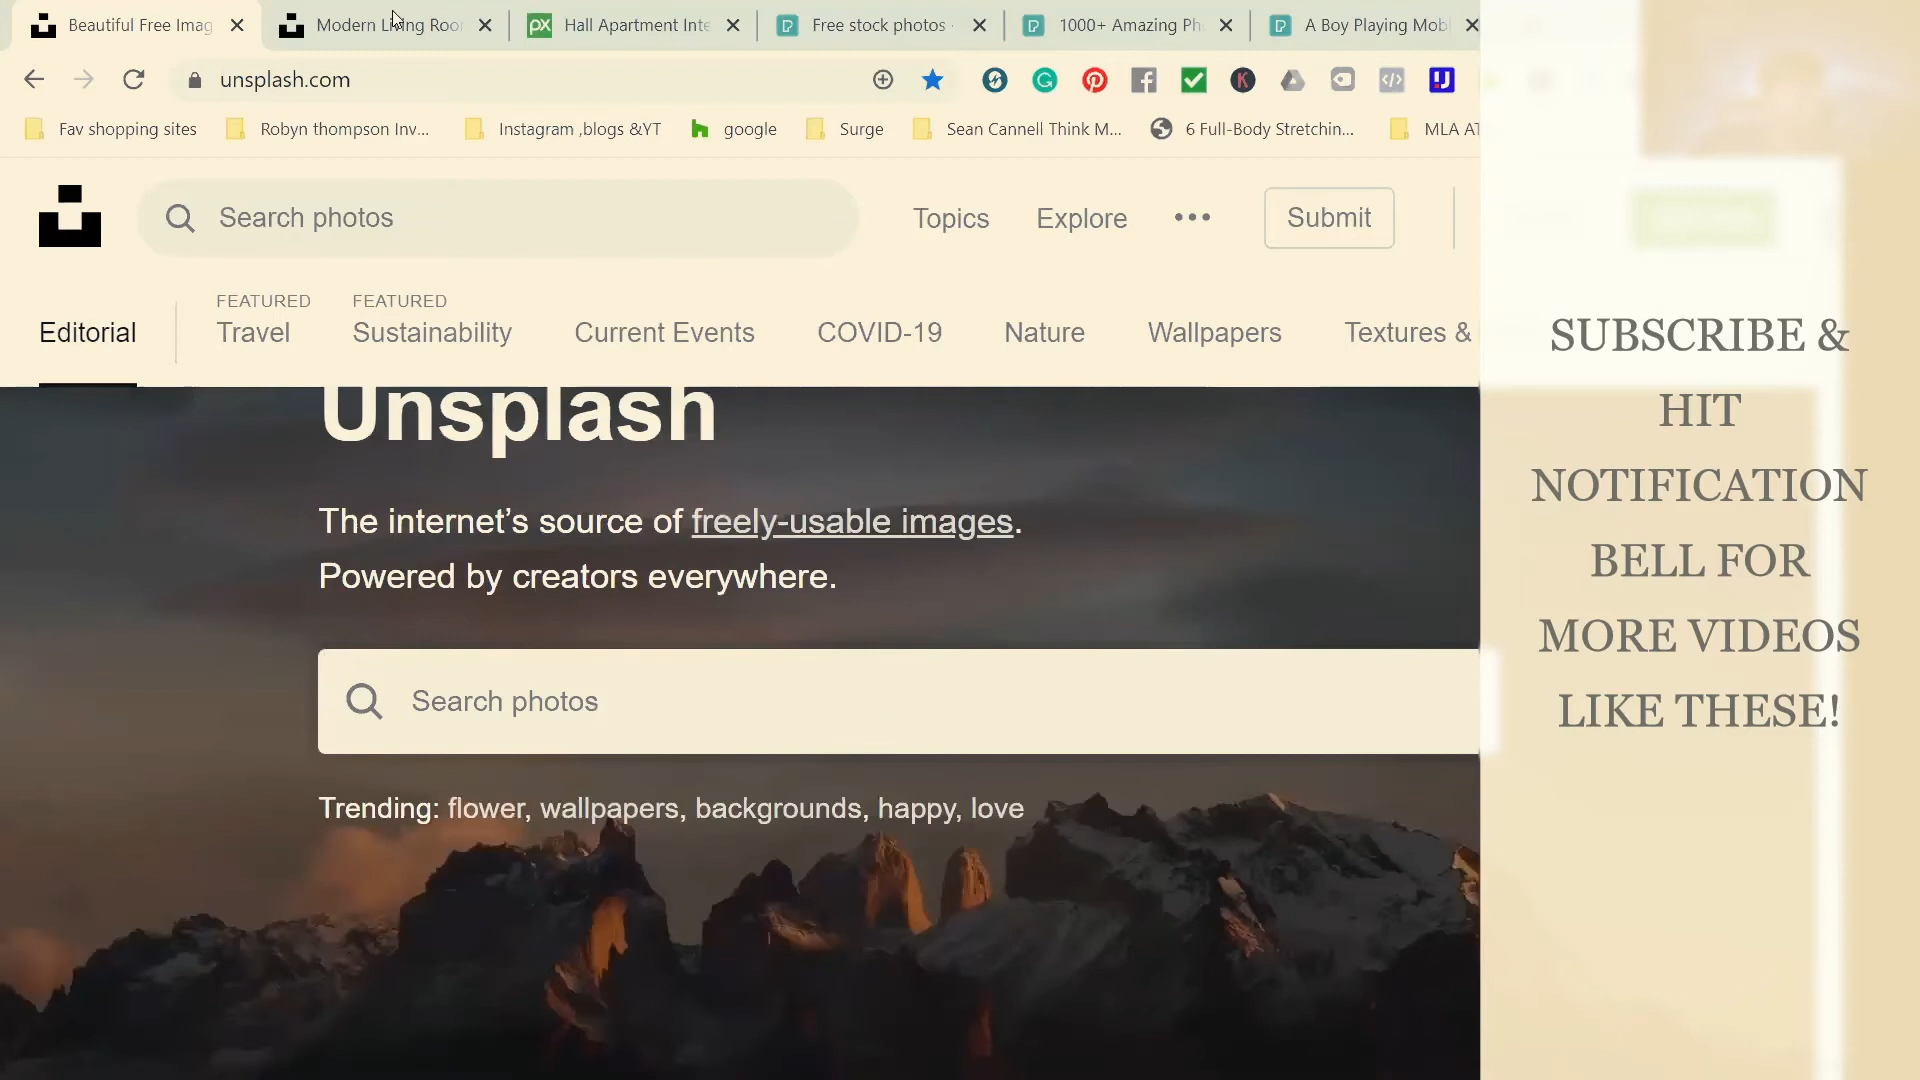 Beautiful Free Imag
Modern Living Roo
px
Hall Apartment Inte
Free stock photos
1000+ Amazing Ph
A Boy Playing Mobi
unsplash.com
Fav shopping sites
Robyn thompson Inv...
Instagram ,blogs &YT
google
Surge
Sean Cannell Think M...
6 Full-Body Stretchin...
MLA AT
Search photos
Topics
Explore
Submit
Editorial
FEATURED
Travel
FEATURED
Sustainability
Current Events
COVID-19
Nature
Wallpapers
Textures &
Unsplash
The internet’s source of freely-usable images.
Powered by creators everywhere.
Search photos
Trending: flower, wallpapers, backgrounds, happy, love
SUBSCRIBE &
HIT
NOTIFICATION
BELL FOR
MORE VIDEOS
LIKE THESE!